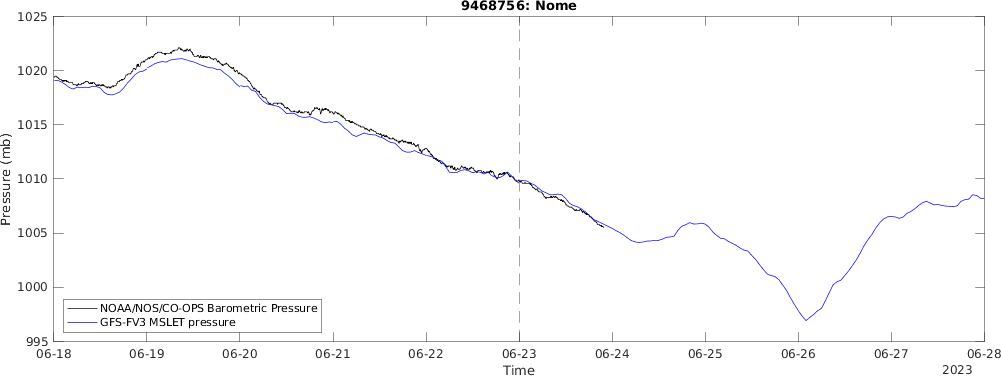 9468756: Nome
1025
1020
1015
1010
1005
1000
995
Pressure (mb)
NOAA/NOS/CO-OPS Barometric Pressure
GFS-FV3 MSLET pressure
06-18 06-19 06-20 06-21 06-22 06-23 06-24 06-25 06-26 06-27 06-28
Time
2023